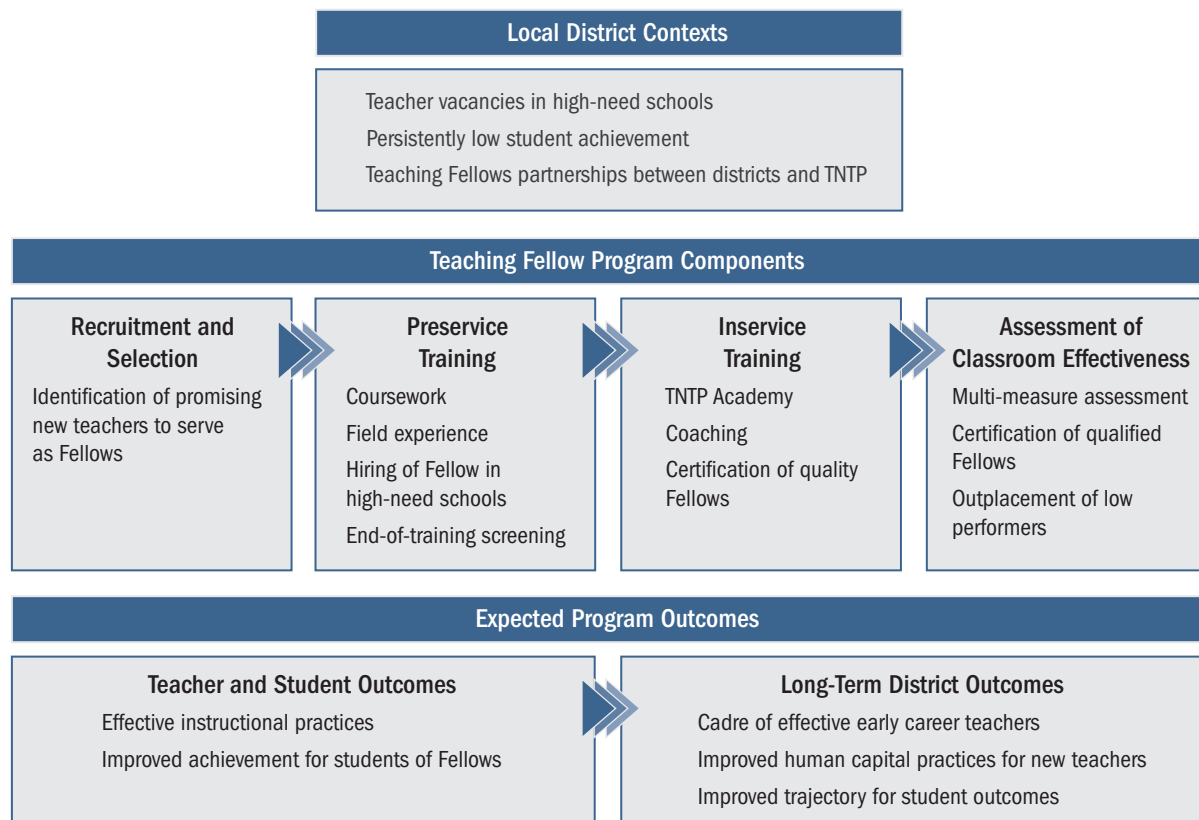 Local District Contexts
Teacher vacancies in high-need schools
Persistently low student achievement
Teaching Fellows partnerships between districts and TNTP
Teaching Fellow Program Components
Recruitment and
Selection
Identification of promising
new teachers to serve
as Fellows
Preservice
Training
Coursework
Field experience
Hiring of Fellow in
high-need schools
End-of-training screening
Inservice
Training
TNTP Academy
Coaching
Certification of quality
Fellows
Assessment of
Classroom Effectiveness
Multi-measure assessment
Certification of qualified
Fellows
Outplacement of low
performers
Expected Program Outcomes
Teacher and Student Outcomes
Effective instructional practices
Improved achievement for students of Fellows
Long-Term District Outcomes
Cadre of effective early career teachers
Improved human capital practices for new teachers
Improved trajectory for student outcomes